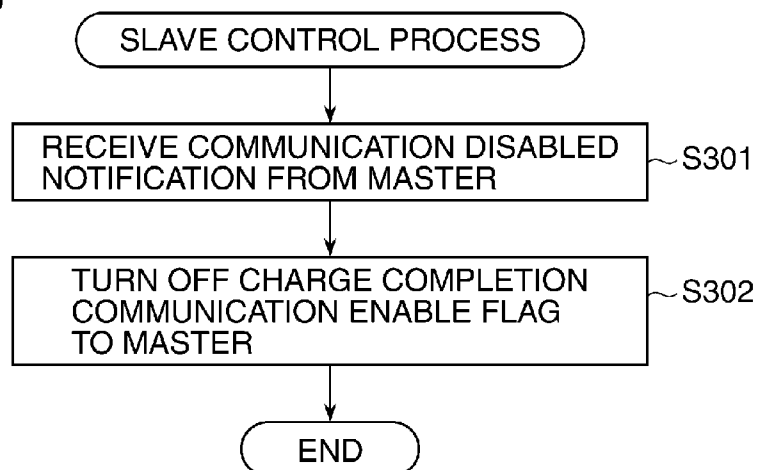 SLAVE CONTROL PROCESS
RECEIVE COMMUNICATION DISABLED
NOTIFICATION FROM MASTER
S301
TURN OFF CHARGE COMPLETION
COMMUNICATION ENABLE FLAG
TO MASTER
S302
END